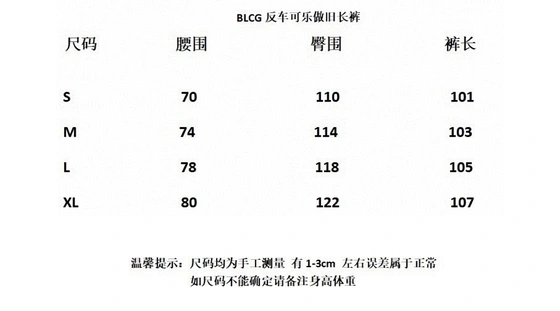 BLCG 反车可乐做旧长裤
尺码 腰围 臀围 裤长
S 70 110 101
M 74 114 103
L 78 118 105
XL 80 122 107
温馨提示：尺码均为手工测量 有1-3cm 左右误差属于正常
如尺码不能确定请备注身高体重